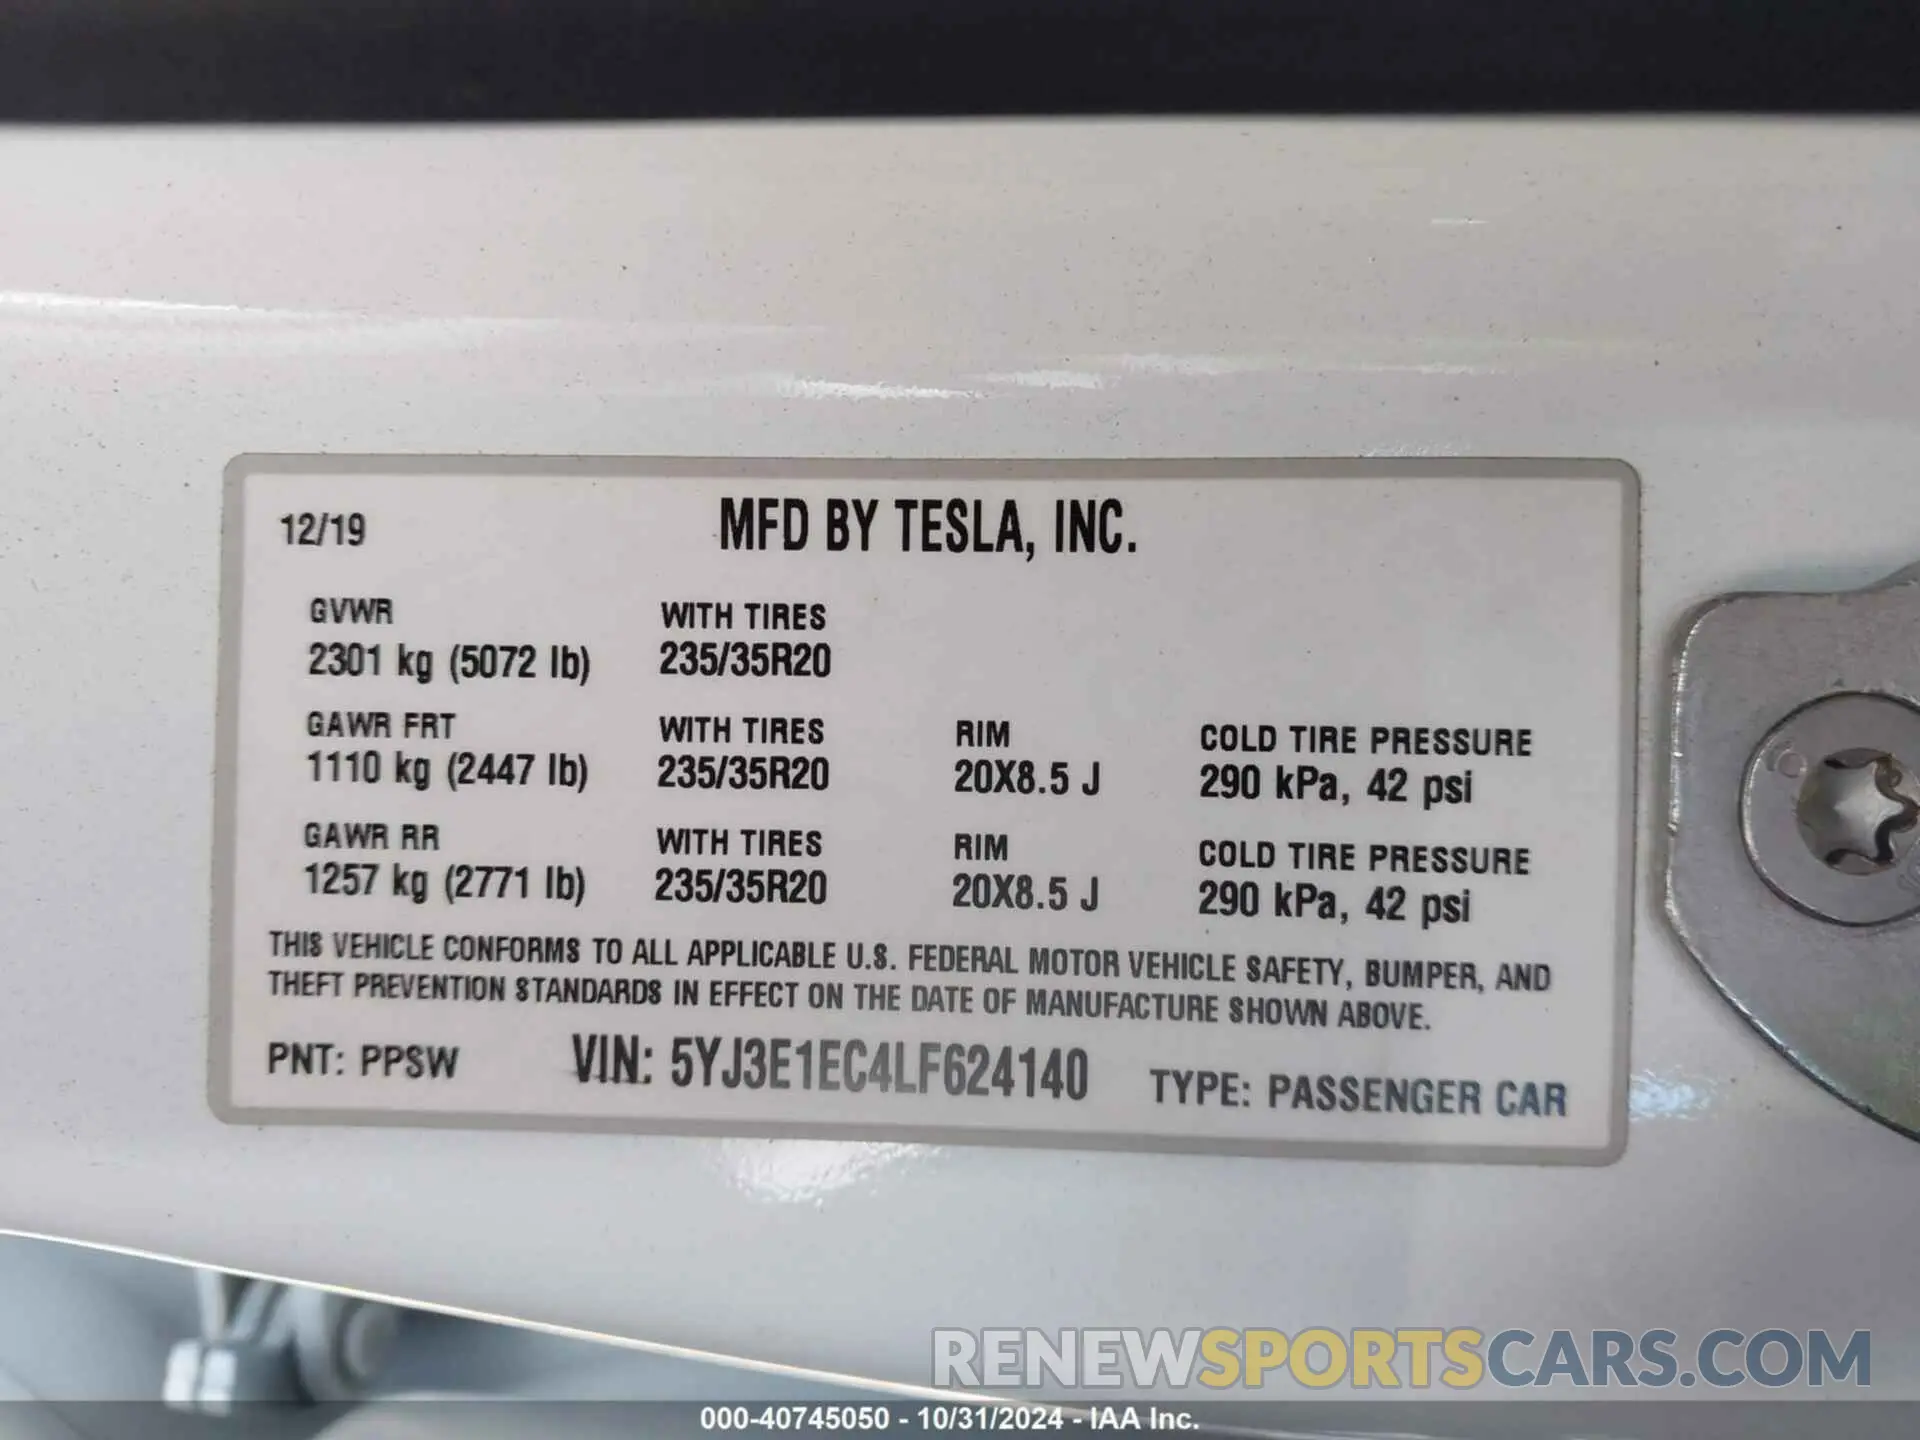 12/19 MFD BY TESLA, INC.
GVWR WITH TIRES
2301 kg (5072 lb) 235/35R20
GAWR FRT WITH TIRES RIM COLD TIRE PRESSURE
1110 kg (2447 lb) 235/35R20 20X8.5 J 290 kPa, 42 psi
GAWR RR WITH TIRES RIM COLD TIRE PRESSURE
1257 kg (2771 lb) 235/35R20 20X8.5 J 290 kPa, 42 psi
THIS VEHICLE CONFORMS TO ALL APPLICABLE U.S. FEDERAL MOTOR VEHICLE SAFETY, BUMPER, AND
THEFT PREVENTION STANDARDS IN EFFECT ON THE DATE OF MANUFACTURE SHOWN ABOVE.
PNT: PPSW VIN: 5YJ3E1EC4LF624140 TYPE: PASSENGER CAR
RENEWSPORTSCARS.COM
000-40745050 - 10/31/2024 - IAA Inc.